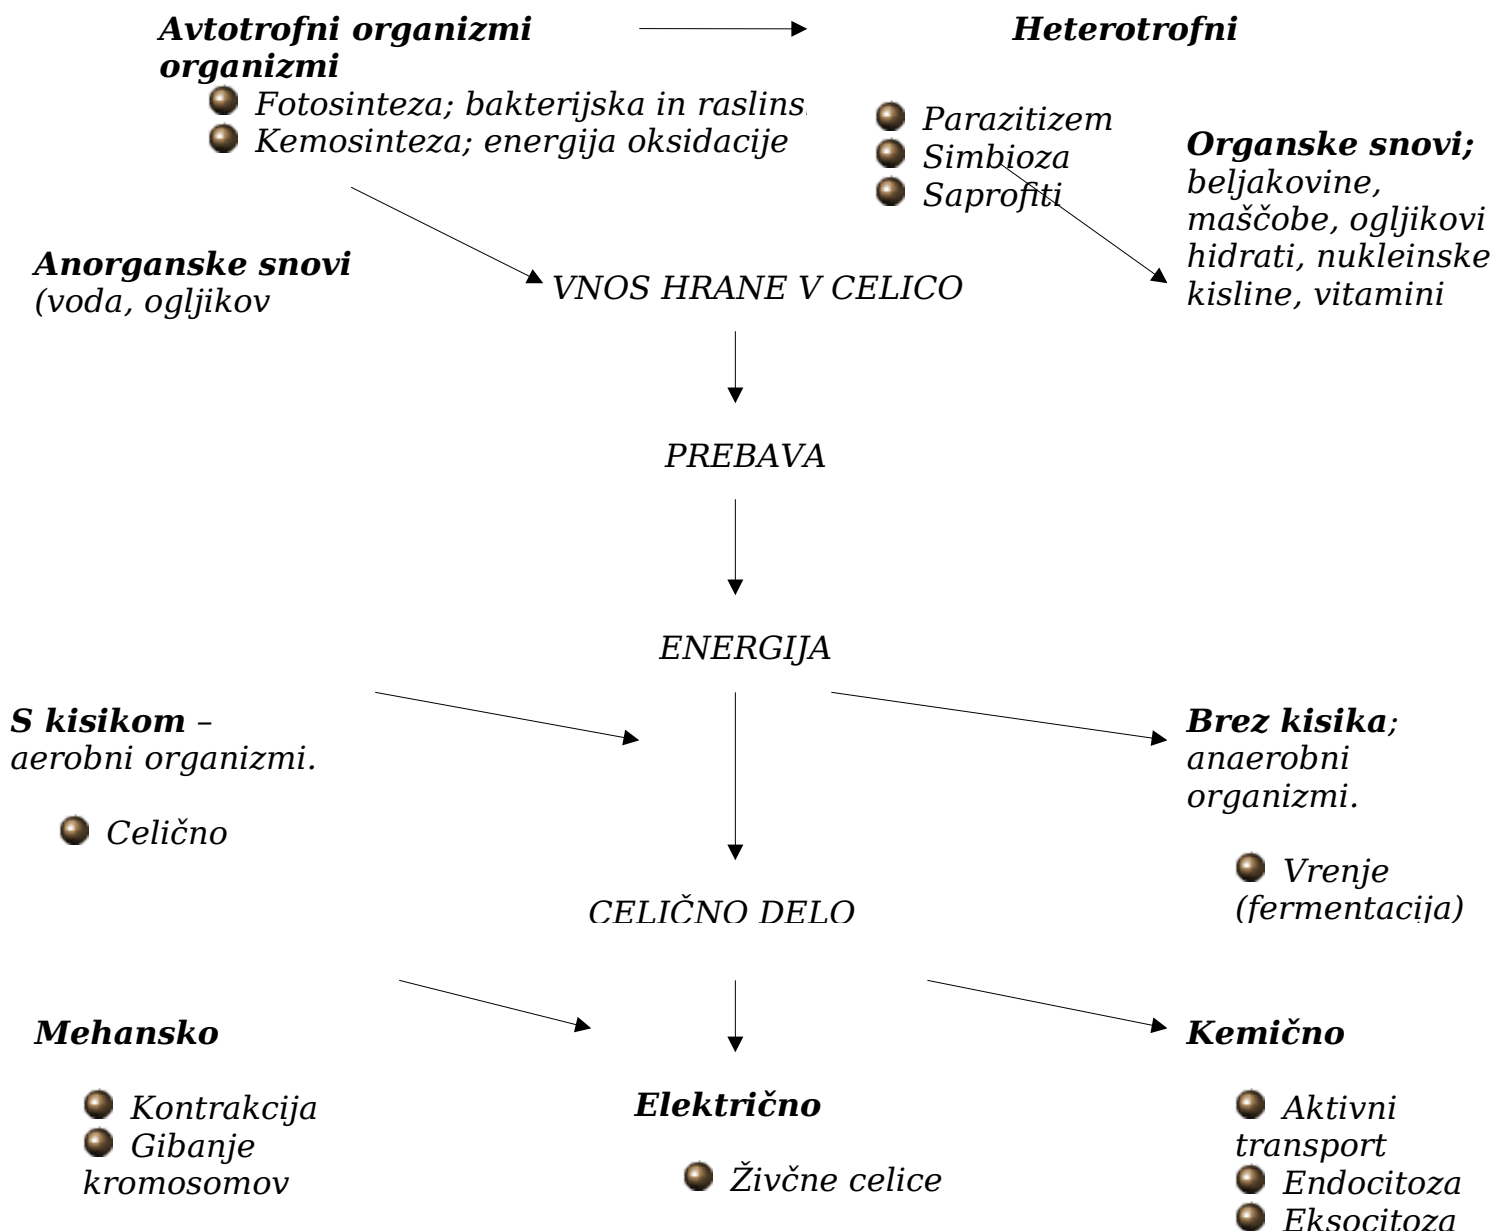 Avtotrofni organizmi
Heterotrofni
organizmi
Fotosinteza; bakterijska in
Kemosinteza; energija oksidacije
Parazitizem
Simbioza
Saprofiti
Organske snovi;
beljakovine,
maščobe, ogljikovi
hidrati, nukleinske
kisline, vitamini
Anorganske snovi
(voda, ogljikov
VNOS HRANE V CELICO
PREBAVA
ENERGIJA
S kisikom –
aerobni organizmi.
Celično
Brez kisika;
anaerobni
organizmi.
Vrenje
(fermentacija)
CELIČNO DELO
Mehansko
Kontrakcija
Gibanje
kromosomov
Električno
Živčne celice
Kemično
Aktivni
transport
Endocitoza
Eksocitoza